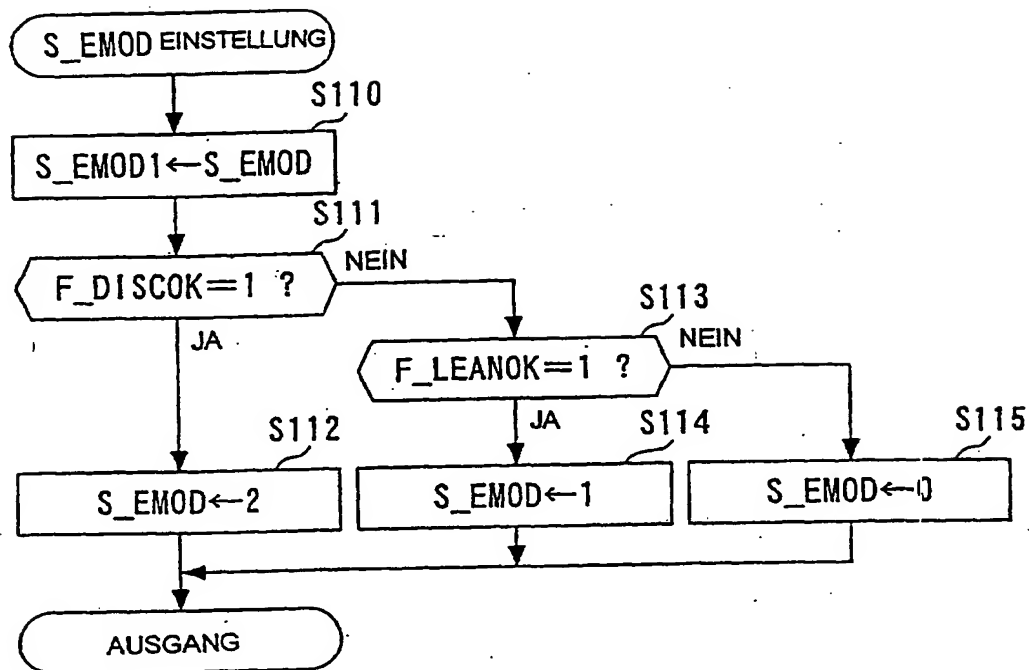 S_EMOD EINSTELLUNG
S110
S_EMOD1←S_EMOD
S111
F_DISCOK=1 ?
NEIN
JA
S113
F_LEANOK=1 ?
NEIN
JA
S112
S_EMOD←2
S114
S_EMOD←1
S115
S_EMOD←0
AUSGANG